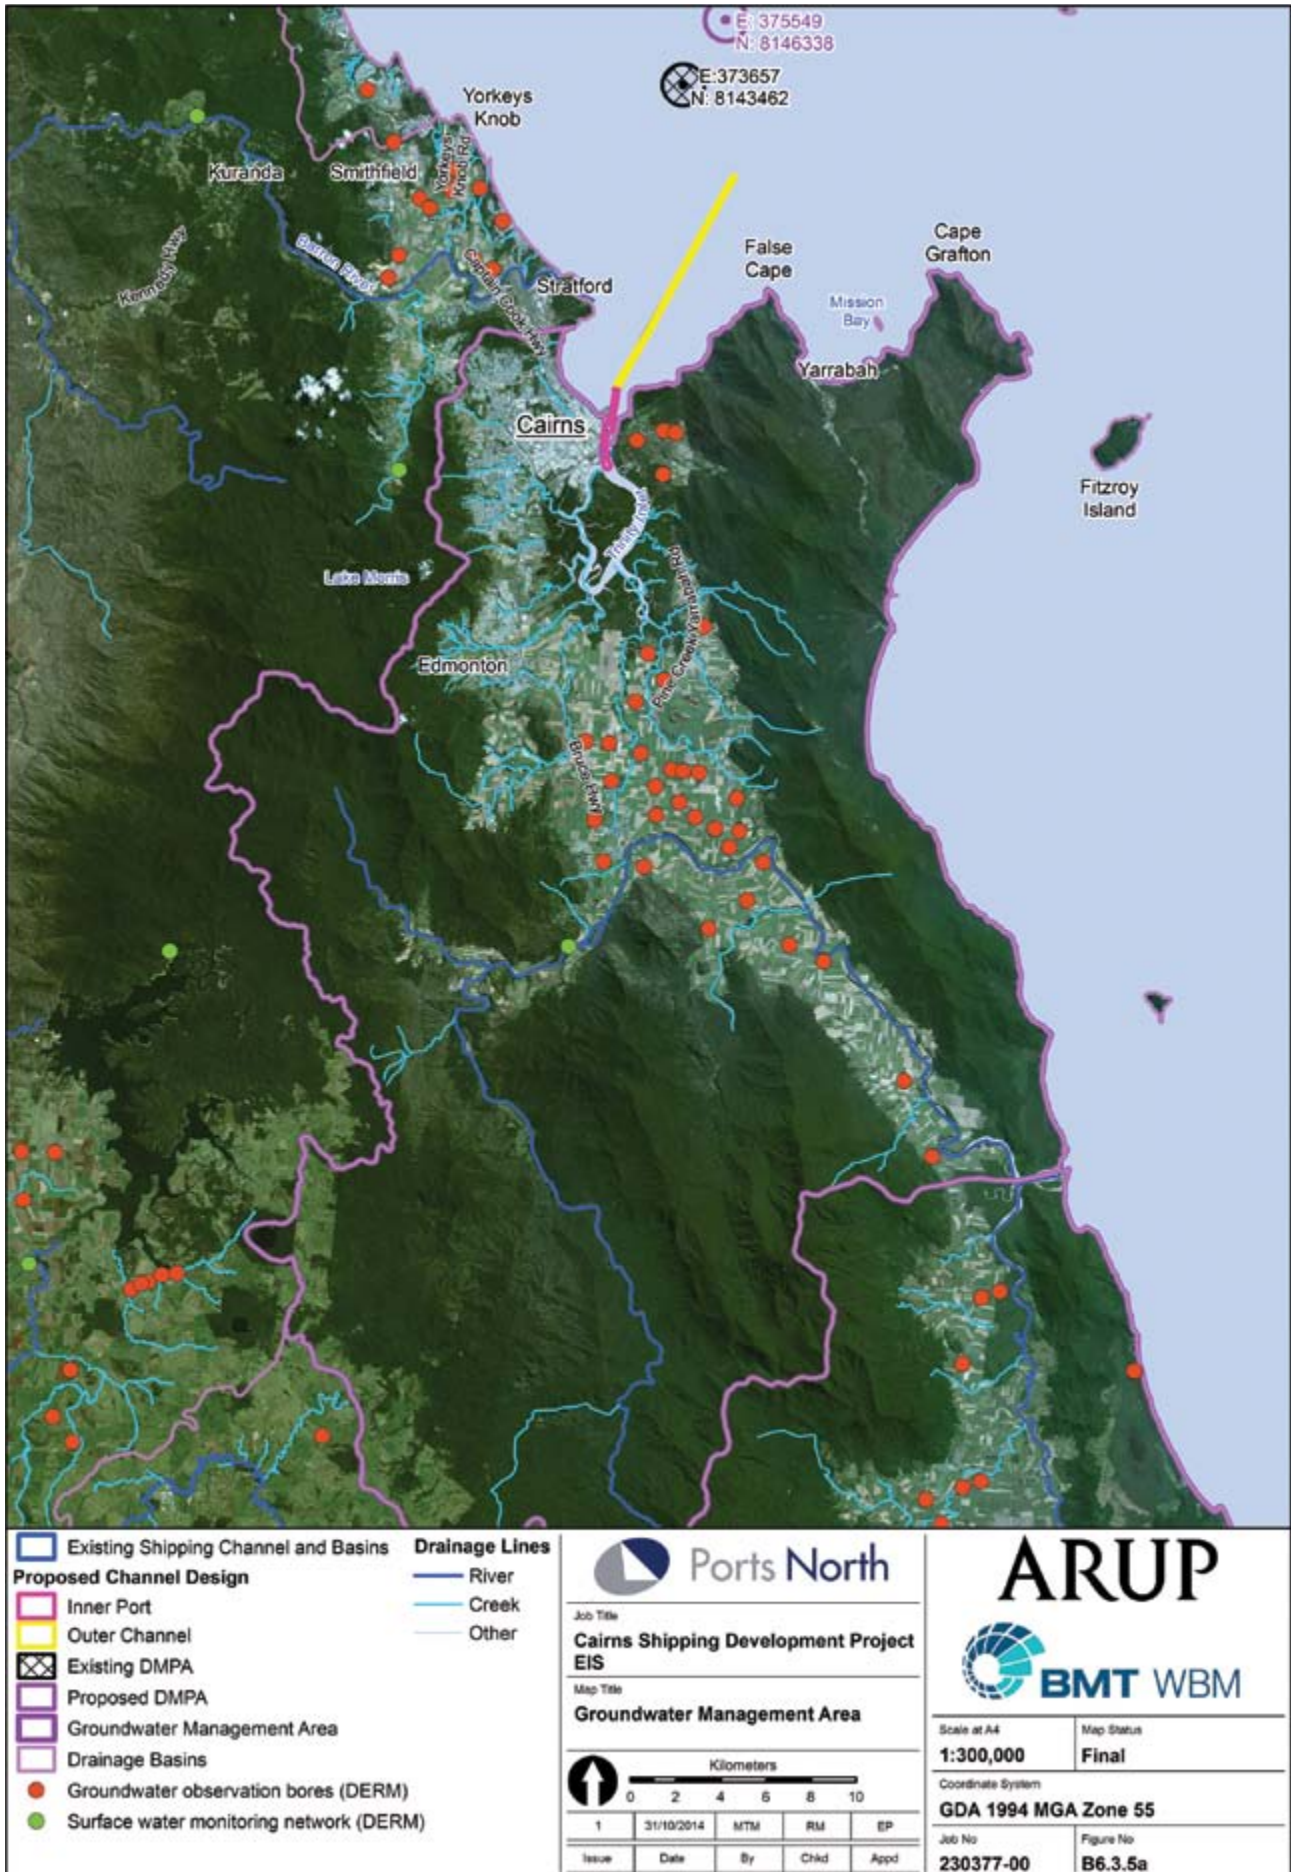 E: 375549
N: 8146338
E:373657
N: 8143462
Yorkeys
Knob
Yorkeys
Knob Rd
Kuranda
Smithfield
Kennedy Hwy
Barron River
Captain Cook Hwy
Stratford
False
Cape
Cape
Grafton
Mission
Bay
Yarrabah
Cairns
Fitzroy
Island
Trinity Inlet
Lake Morris
Pine Creek Yarrabah Rd
Edmonton
Bruce Hwy
Existing Shipping Channel and Basins
Proposed Channel Design
Inner Port
Outer Channel
Existing DMPA
Proposed DMPA
Groundwater Management Area
Drainage Basins
Groundwater observation bores (DERM)
Surface water monitoring network (DERM)
Drainage Lines
River
Creek
Other
Ports North
Job Title
Cairns Shipping Development Project
EIS
Map Title
Groundwater Management Area
Kilometers
0 2 4 6 8 10
1 31/10/2014 MTM RM EP
Issue Date By Chkd Appd
ARUP
BMT WBM
Scale at A4 Map Status
1:300,000 Final
Coordinate System
GDA 1994 MGA Zone 55
Job No Figure No
230377-00 B6.3.5a